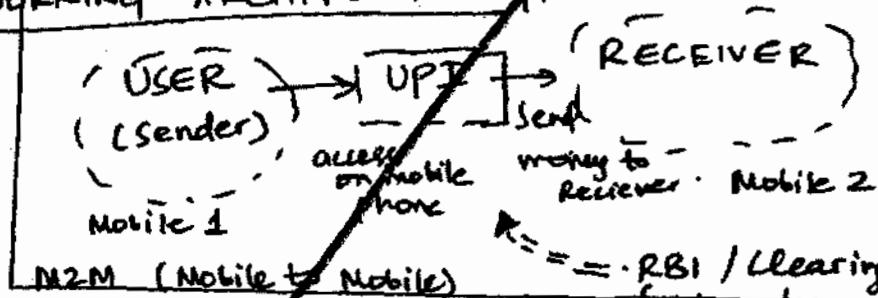 USER
(Sender)
Mobile 1
UPI
access
on mobile
phone
Send
money to
Reciever.
RECEIVER
Mobile 2
RBI / Clearing
M2M (Mobile to Mobile)